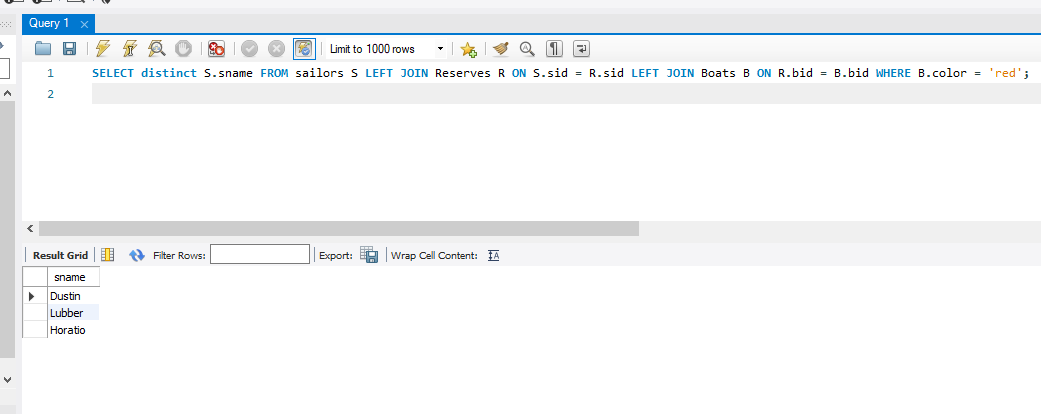 Query 1
Limit to 1000 rows
1 SELECT distinct S.sname FROM sailors S LEFT JOIN Reserves R ON S.sid = R.sid LEFT JOIN Boats B ON R.bid = B.bid WHERE B.color = 'red';
2
Result Grid Filter Rows: Export: Wrap Cell Content:
sname
Dustin
Lubber
Horatio